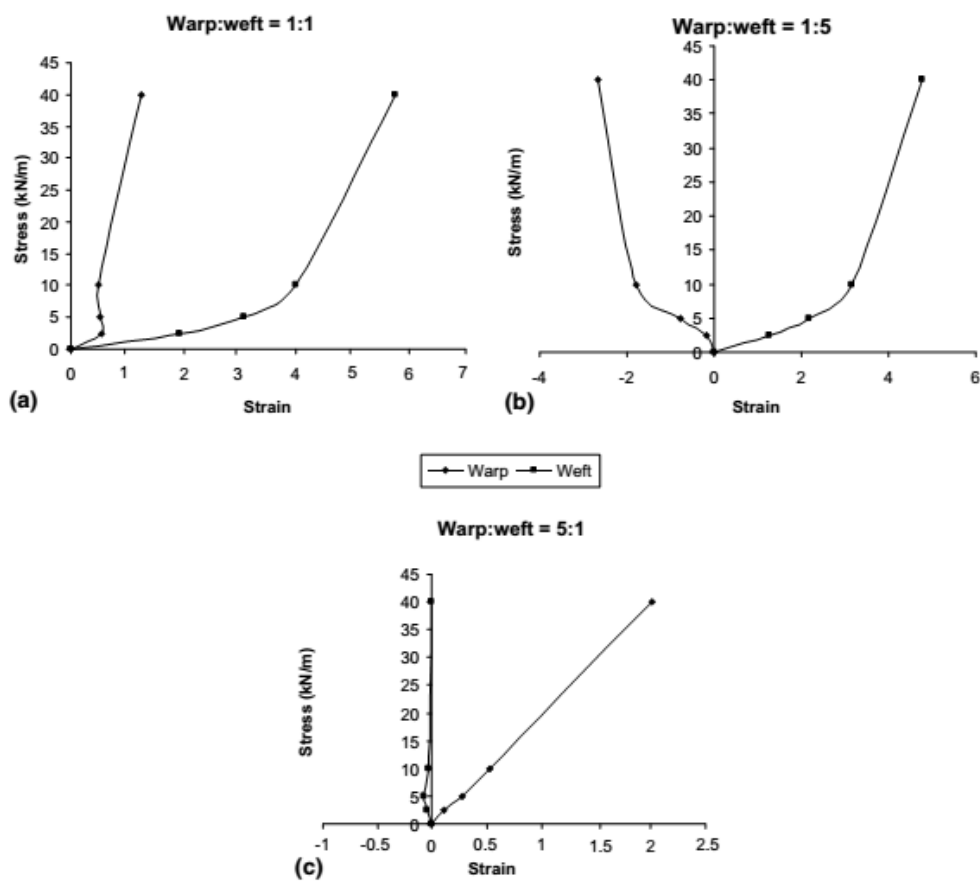 Warp:weft = 1:1
45
40
35
30
25
20
15
10
5
0
Stress (kN/m)
0 1 2 3 4 5 6 7
Strain
(a)
Warp:weft = 1:5
45
40
35
30
25
20
15
10
5
0
Stress (kN/m)
-4 -2 0 2 4 6
Strain
(b)
Warp Weft
Warp:weft = 5:1
45
40
35
30
25
20
15
10
5
0
Stress (kN/m)
-1 -0.5 0 0.5 1 1.5 2 2.5
Strain
(c)